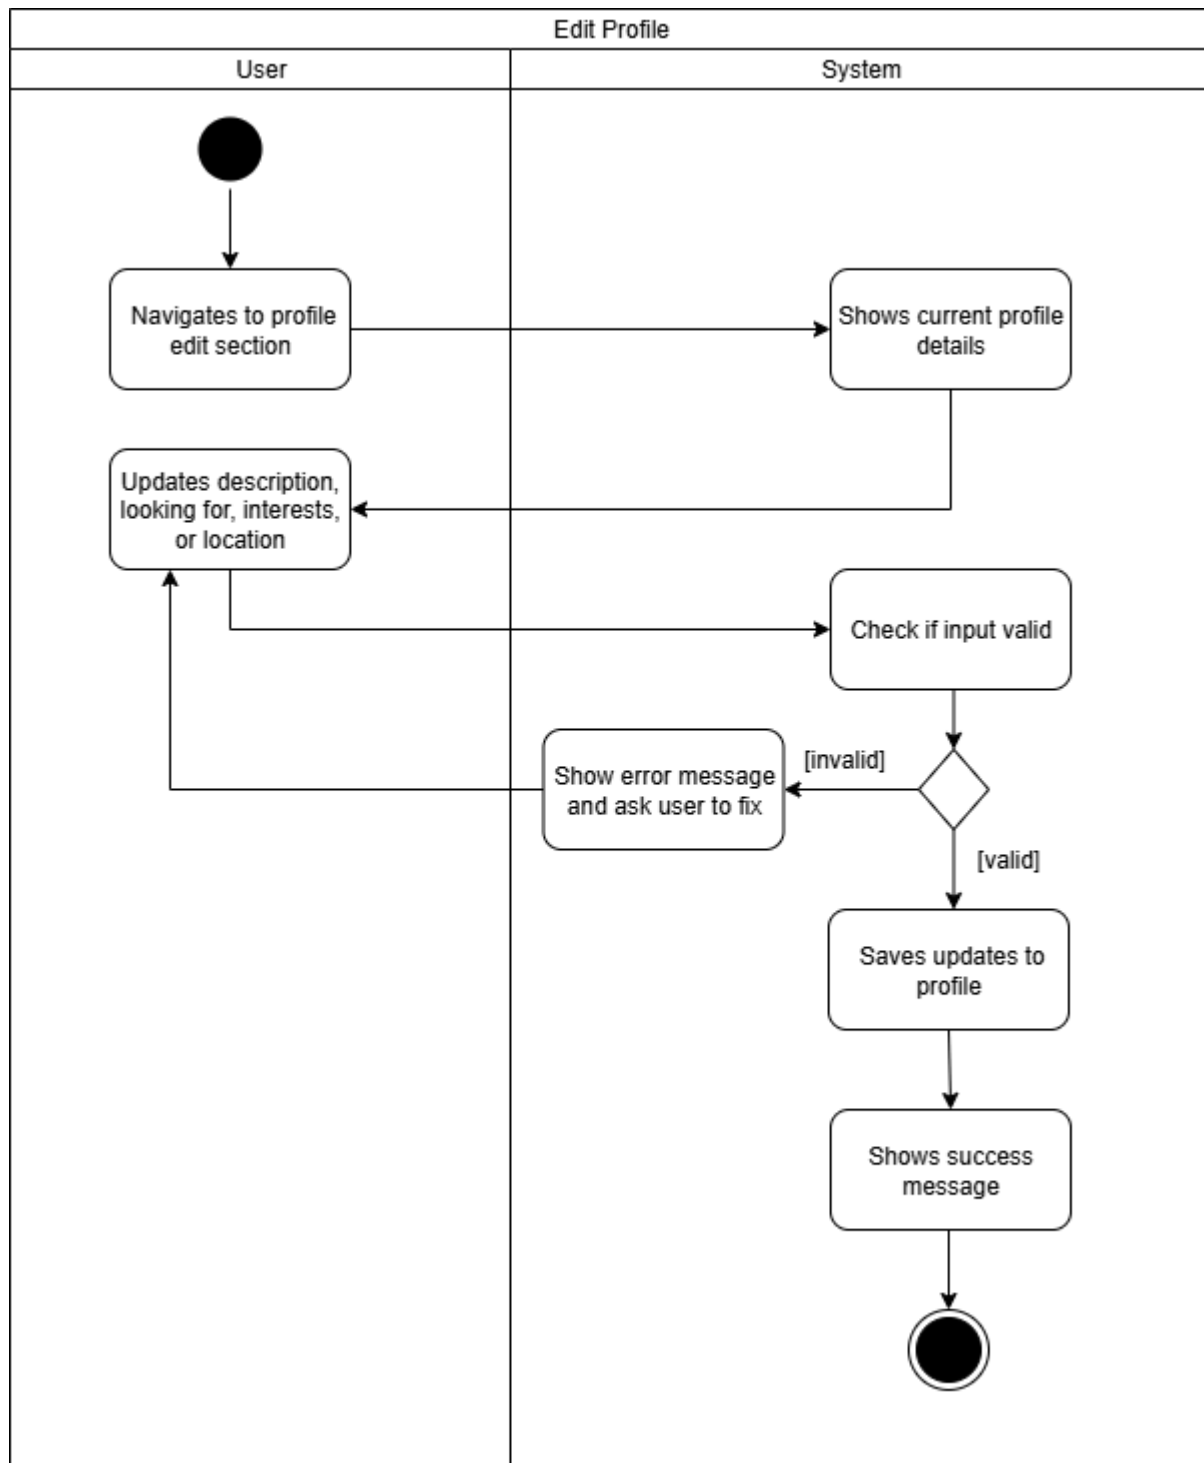 Edit Profile
User
System
Navigates to profile
edit section
Shows current profile
details
Updates description,
looking for, interests,
or location
Check if input valid
[invalid]
Show error message
and ask user to fix
[valid]
Saves updates to
profile
Shows success
message